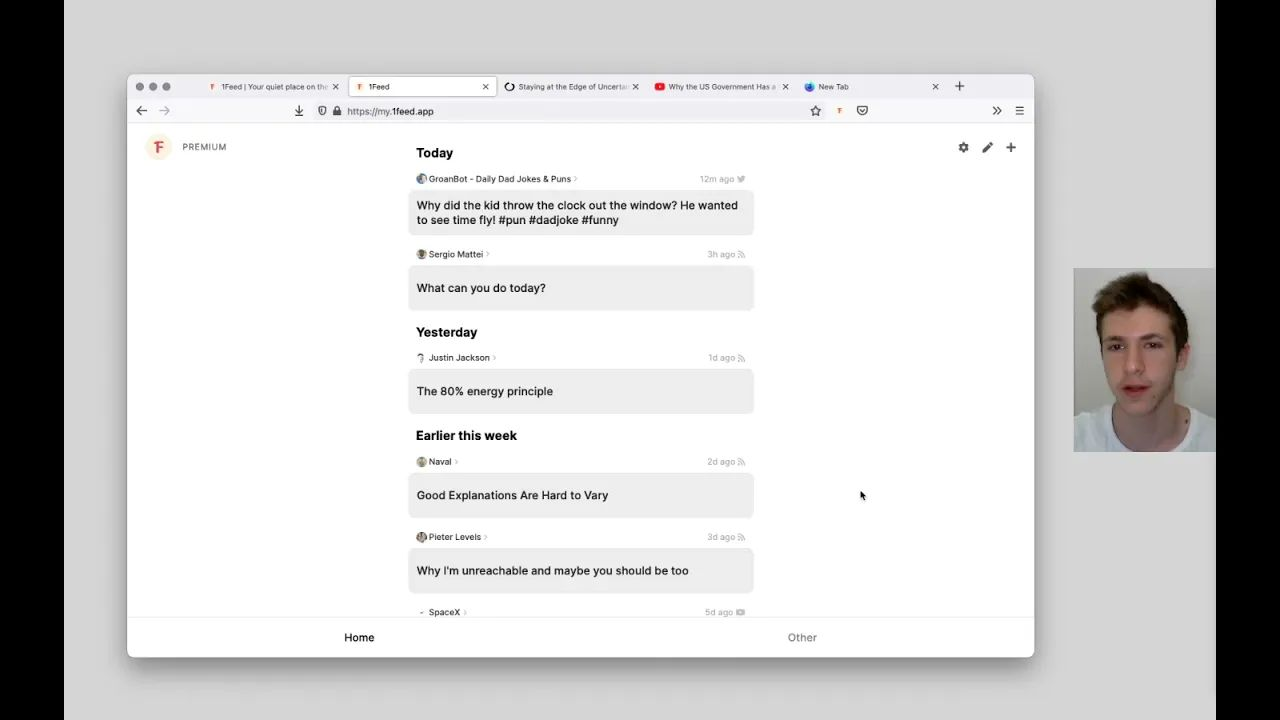 1Feed | Your quiet place on the
1Feed
Staying at the Edge of Uncertai
Why the US Government Has a
New Tab
https://my.1feed.app
PREMIUM
Today
GroanBot - Daily Dad Jokes & Puns
12m ago
Why did the kid throw the clock out the window? He wanted
to see time fly! #pun #dadjoke #funny
Sergio Mattei
3h ago
What can you do today?
Yesterday
Justin Jackson
1d ago
The 80% energy principle
Earlier this week
Naval
2d ago
Good Explanations Are Hard to Vary
Pieter Levels
3d ago
Why I'm unreachable and maybe you should be too
SpaceX
5d ago
Home
Other